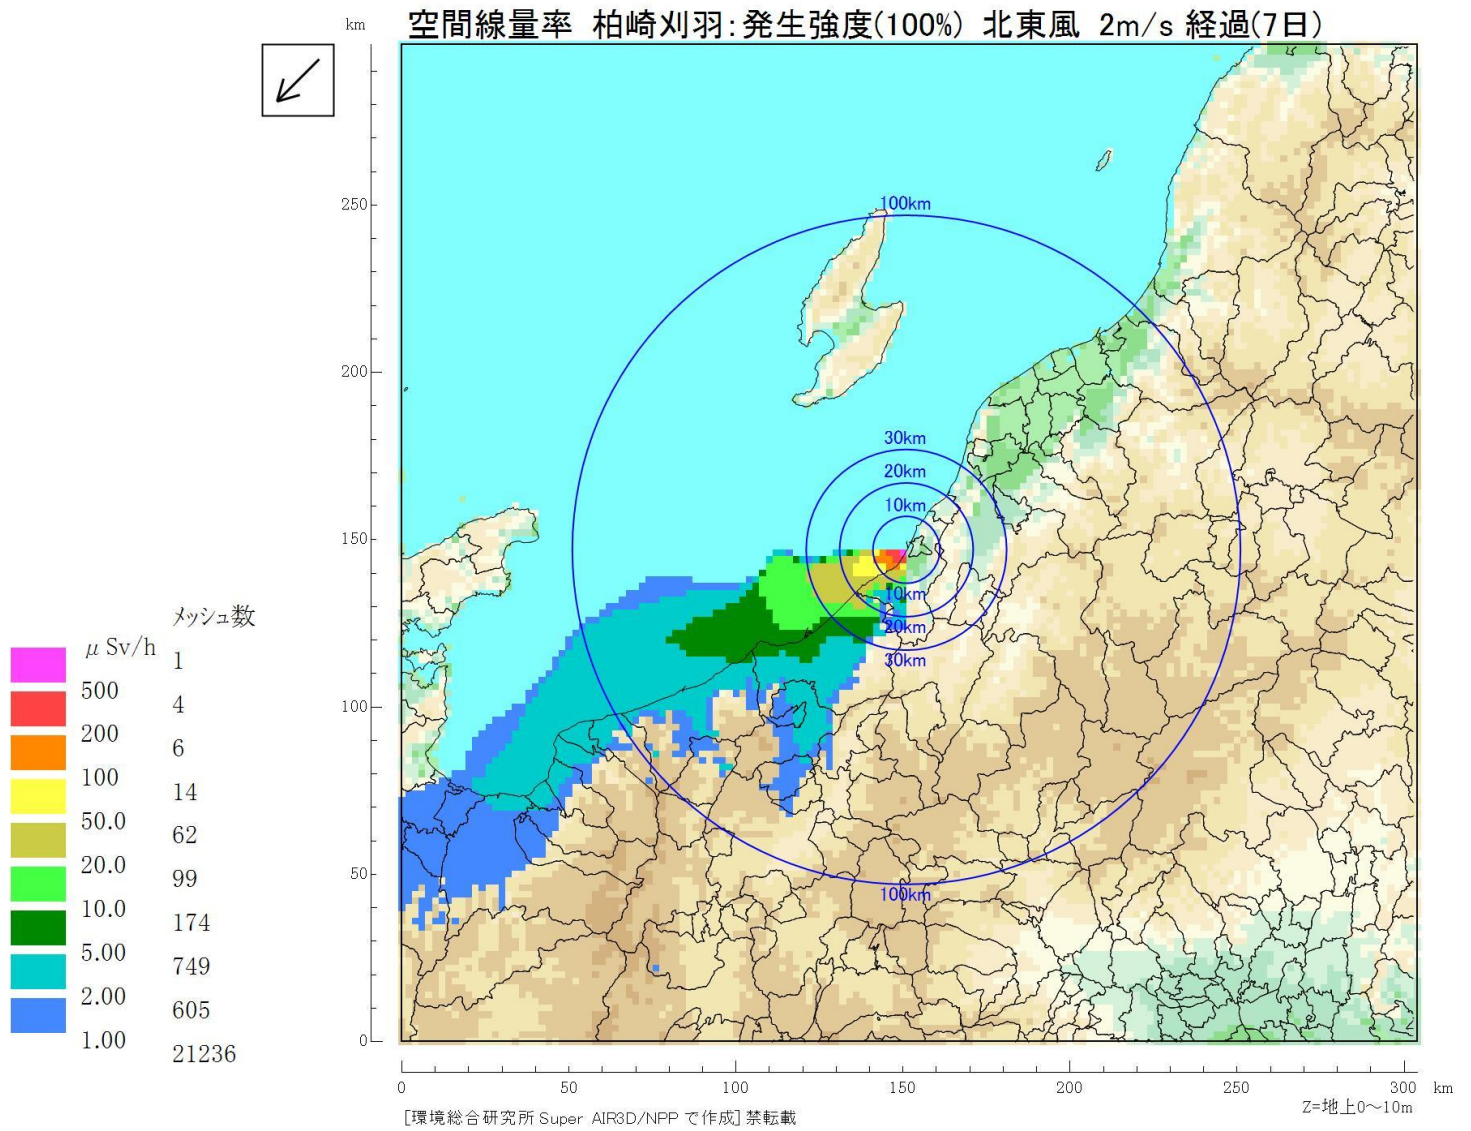 空間線量率 柏崎刈羽:発生強度(100%) 北東風 2m/s 経過(7日)
km
250
200
150
100
50
0
100km
30km
20km
10km
10km
20km
30km
100km
メッシュ数
μ Sv/h
1
500
4
200
6
100
14
50.0
62
20.0
99
10.0
174
5.00
749
2.00
605
1.00
21236
0 50 100 150 200 250 300 km
Z=地上0～10m
[環境総合研究所 Super AIR3D/NPP で作成] 禁転載